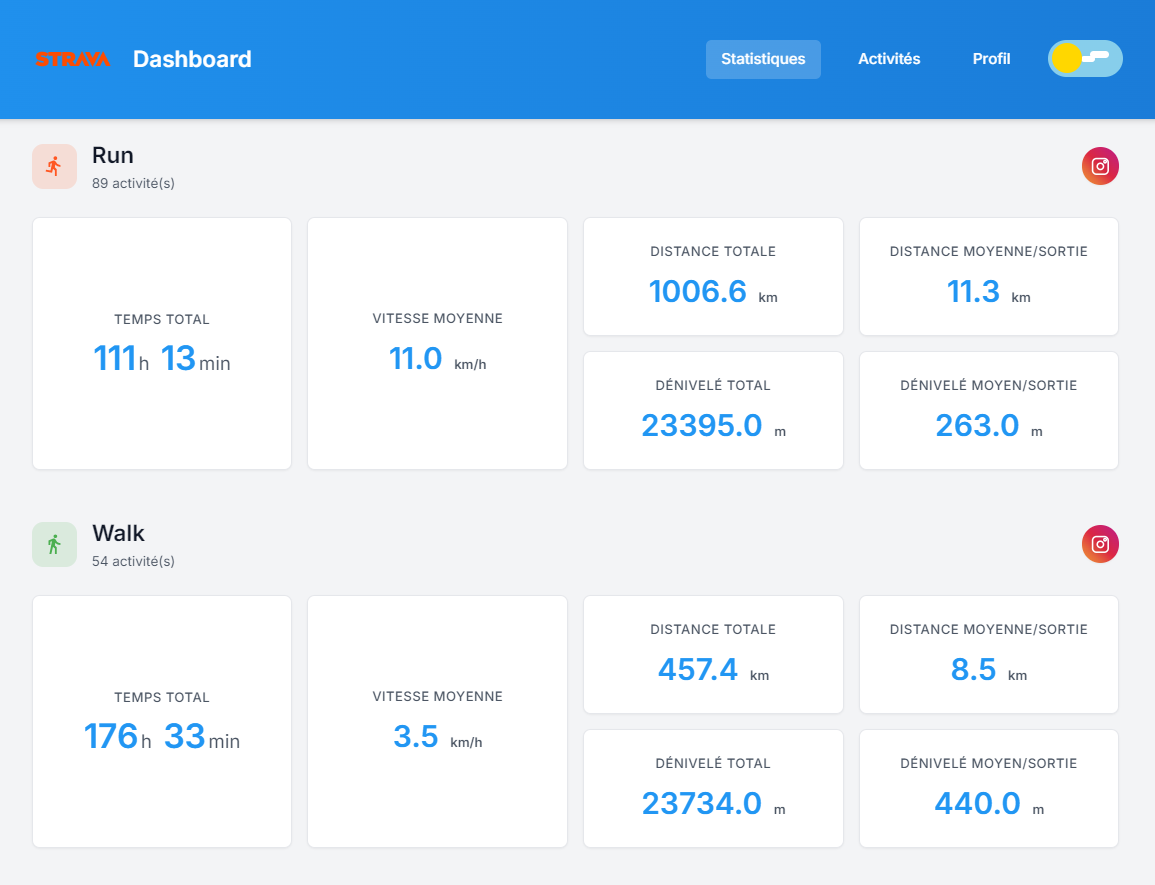 STRAVA Dashboard Statistiques Activités Profil
Run
89 activité(s)
TEMPS TOTAL
111h 13min
VITESSE MOYENNE
11.0 km/h
DISTANCE TOTALE
1006.6 km
DISTANCE MOYENNE/SORTIE
11.3 km
DÉNIVELÉ TOTAL
23395.0 m
DÉNIVELÉ MOYEN/SORTIE
263.0 m
Walk
54 activité(s)
TEMPS TOTAL
176h 33min
VITESSE MOYENNE
3.5 km/h
DISTANCE TOTALE
457.4 km
DISTANCE MOYENNE/SORTIE
8.5 km
DÉNIVELÉ TOTAL
23734.0 m
DÉNIVELÉ MOYEN/SORTIE
440.0 m